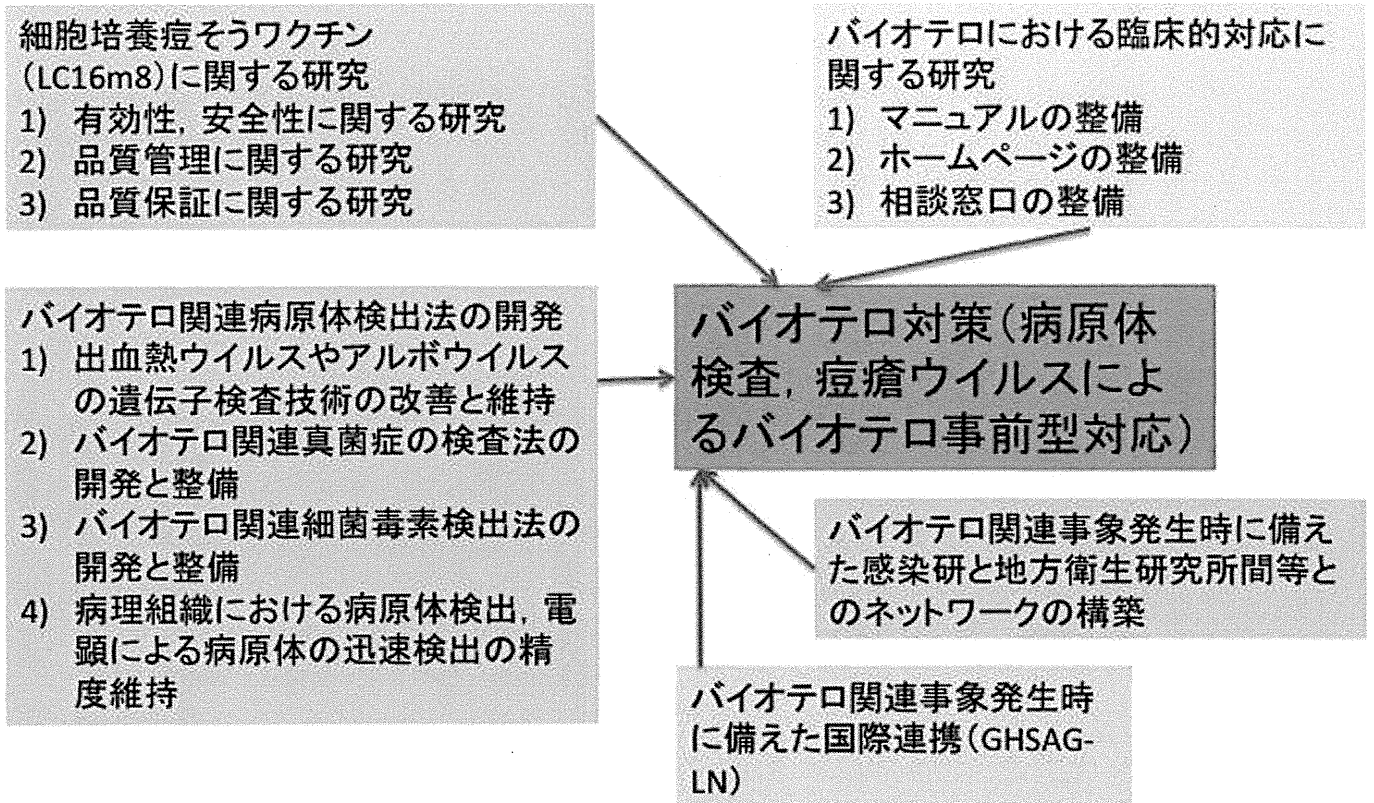 細胞培養痘そうワクチン
(LC16m8)に関する研究
1) 有効性, 安全性に関する研究
2) 品質管理に関する研究
3) 品質保証に関する研究
バイオテロにおける臨床的対応に
関する研究
1) マニュアルの整備
2) ホームページの整備
3) 相談窓口の整備
バイオテロ関連病原体検出法の開発
1) 出血熱ウイルスやアルボウイルス
の遺伝子検査技術の改善と維持
2) バイオテロ関連真菌症の検査法の
開発と整備
3) バイオテロ関連細菌毒素検出法の
開発と整備
4) 病理組織における病原体検出, 電
顕による病原体の迅速検出の精
度維持
バイオテロ対策(病原体
検査, 痘瘡ウイルスによ
るバイオテロ事前型対応)
バイオテロ関連事象発生時に備え
た感染研と地方衛生研究所間等と
のネットワークの構築
バイオテロ関連事象発生時
に備えた国際連携(GHSAG-
LN)